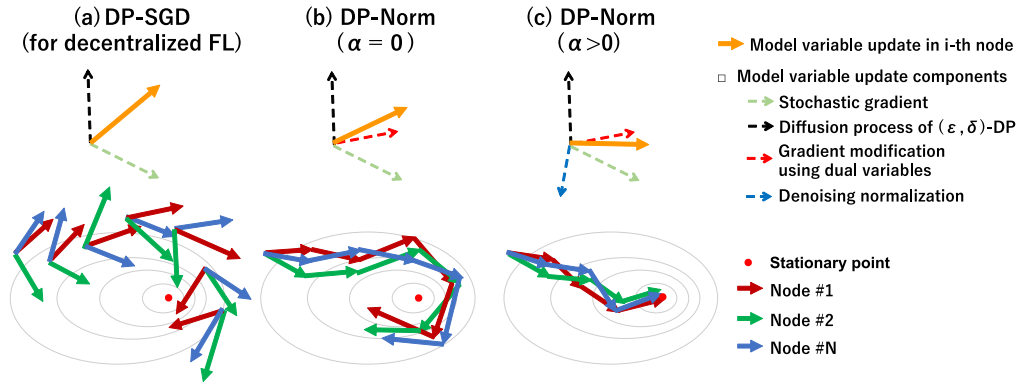 (a) DP-SGD
(for decentralized FL)
(b) DP-Norm
(α = 0)
(c) DP-Norm
(α >0)
Model variable update in i-th node
Model variable update components
Stochastic gradient
Diffusion process of (ε, δ)-DP
Gradient modification
using dual variables
Denoising normalization
Stationary point
Node #1
Node #2
Node #N